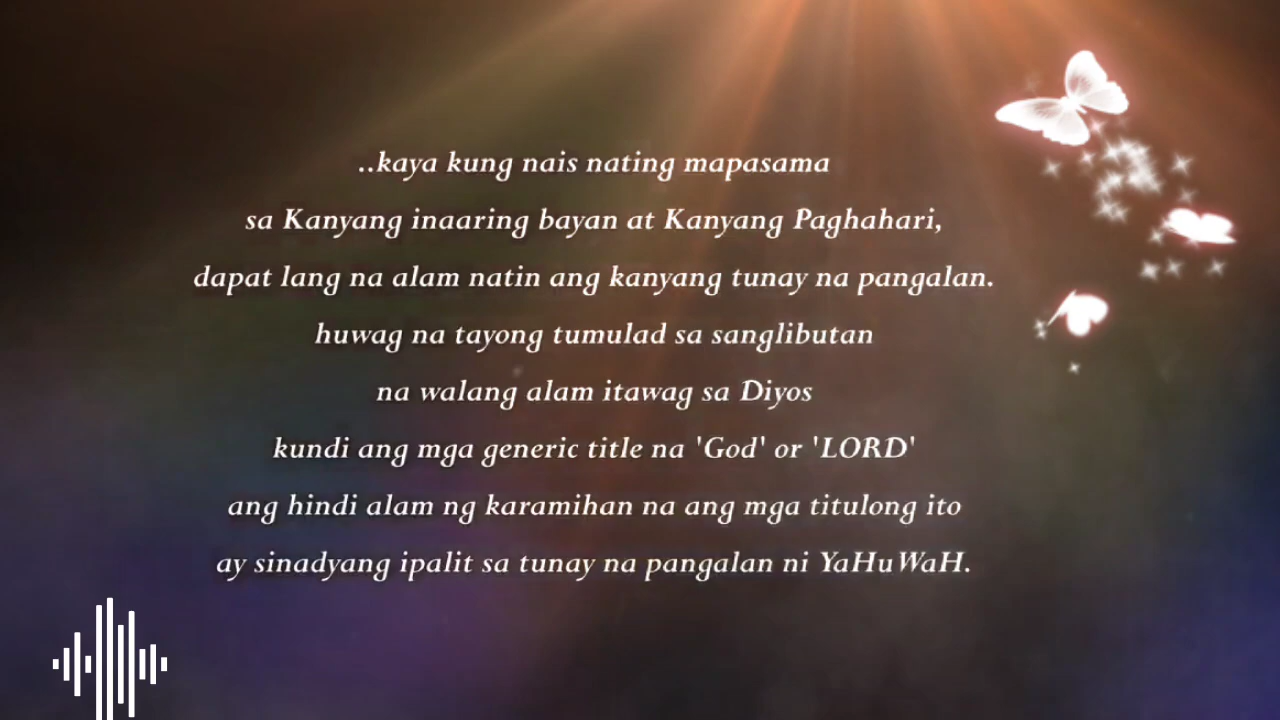 ..kaya kung nais nating mapasama
sa Kanyang inaaring bayan at Kanyang Paghahari,
dapat lang na alam natin ang kanyang tunay na pangalan.
huwag na tayong tumulad sa sanglibutan
na walang alam itawag sa Diyos
kundi ang mga generic title na 'God' or 'LORD'
ang hindi alam ng karamihan na ang mga titulong ito
ay sinadyang ipalit sa tunay na pangalan ni YaHuWaH.